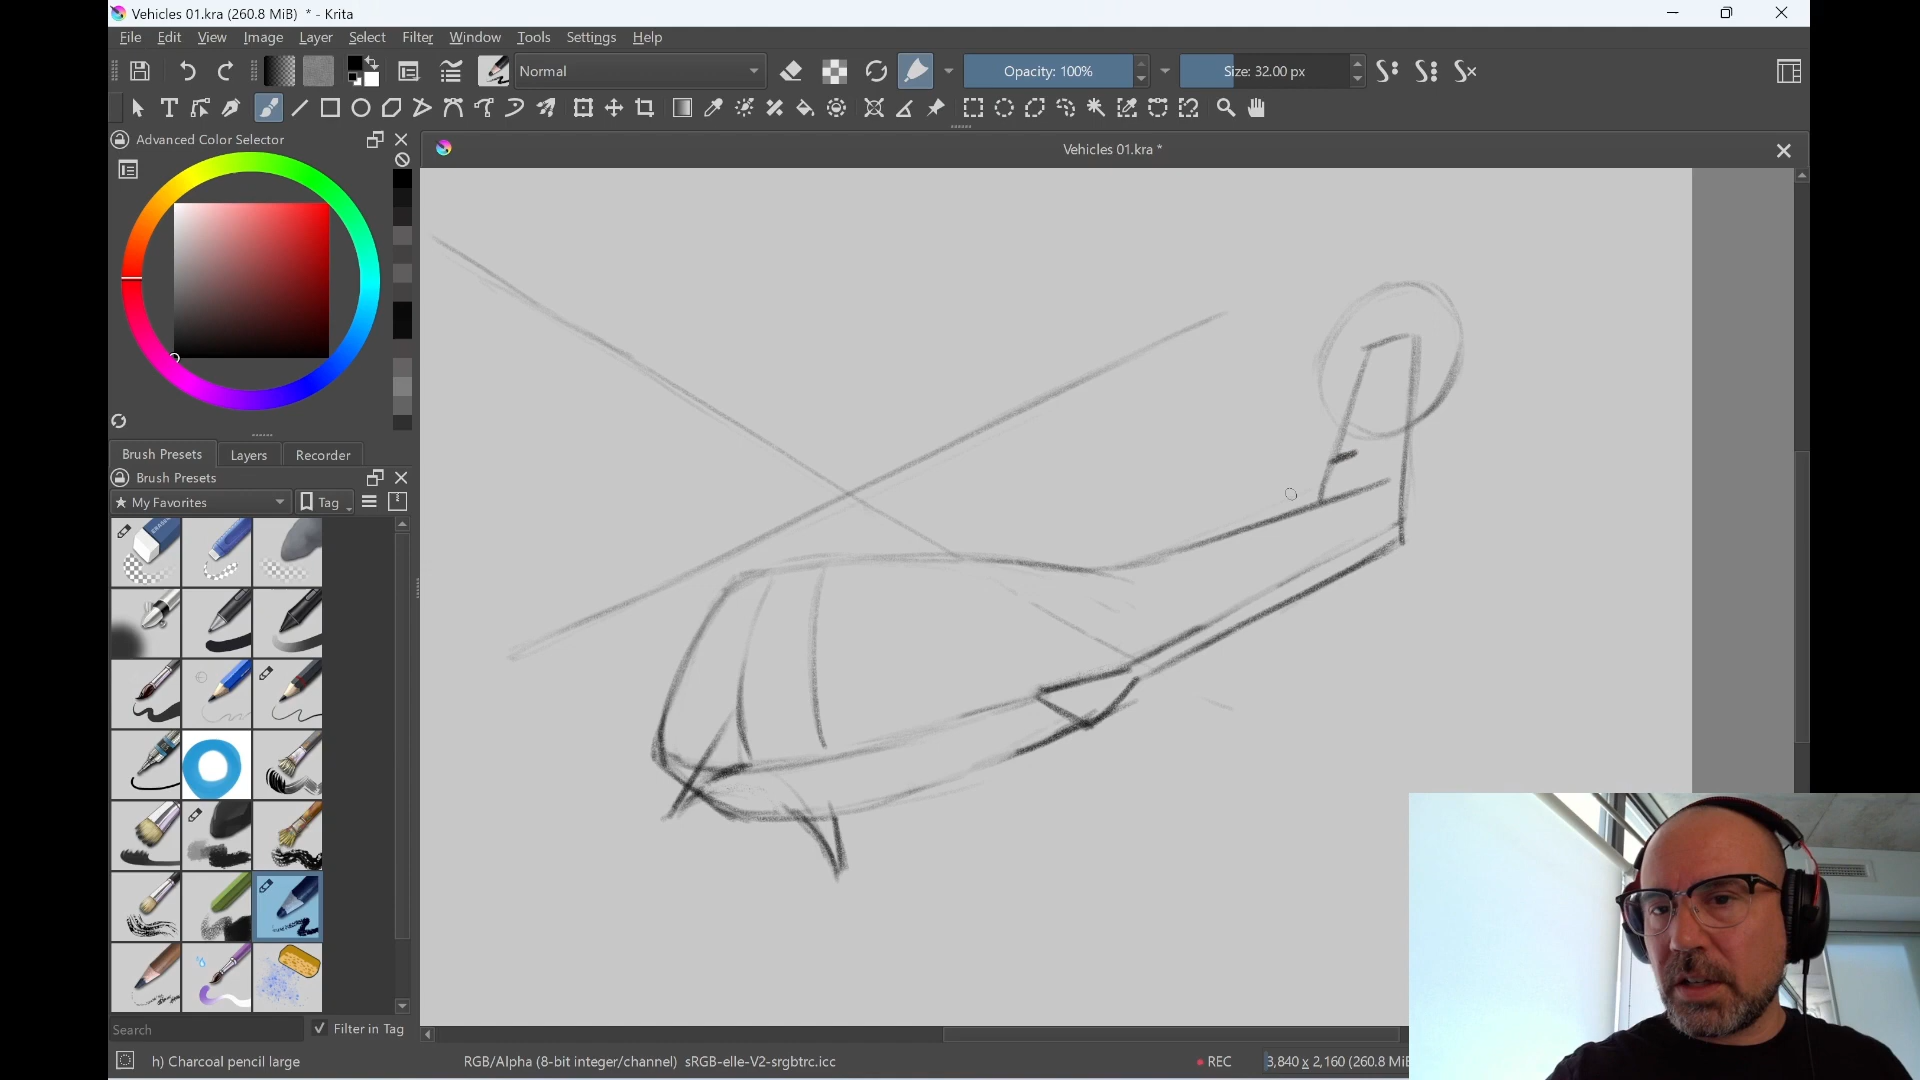 Vehicles 01.kra (260.8 MiB) * - Krita
File Edit View Image Layer Select Filter Window Tools Settings Help
Normal
Opacity: 100%
Size: 32.00 px
Advanced Color Selector
Vehicles 01.kra *
Brush Presets Layers Recorder
Brush Presets
★ My Favorites
Tag
Search
Filter in Tag
h) Charcoal pencil large
RGB/Alpha (8-bit integer/channel) sRGB-elle-V2-srgbtrc.icc
REC
3,840 x 2,160 (260.8 MiB